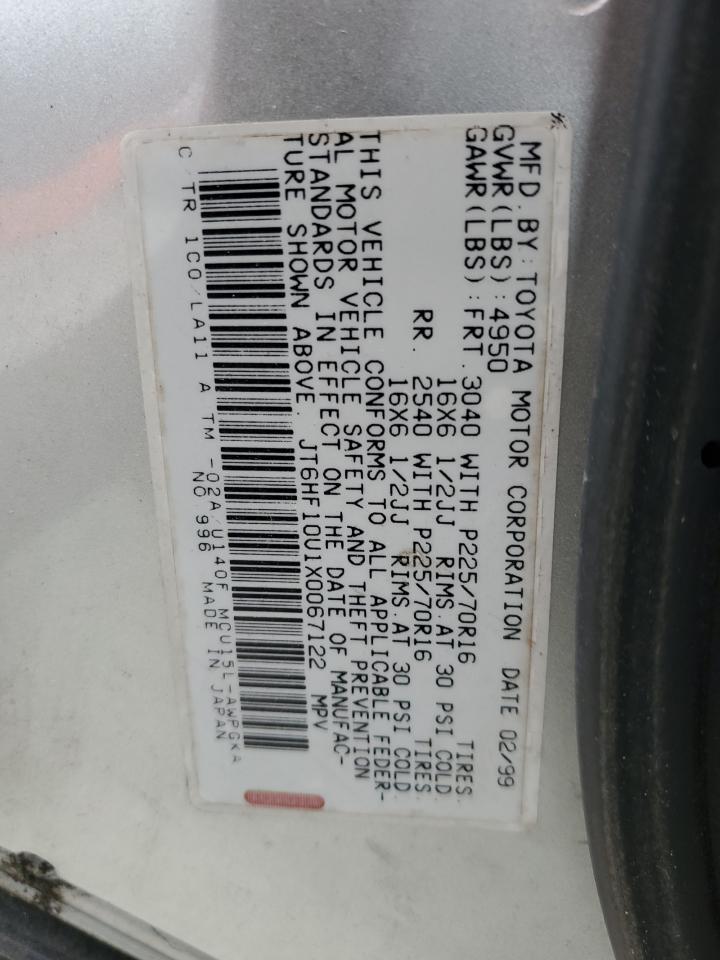 MFD. BY: TOYOTA MOTOR CORPORATION DATE 02/99
GVWR(LBS): 4950
GAWR(LBS): FRT. 3040 WITH P225/70R16 TIRES.
16X6 1/2JJ RIMS.AT 30 PSI COLD
RR. 2540 WITH P225/70R16 TIRES.
16X6 1/2JJ RIMS.AT 30 PSI COLD.
THIS VEHICLE CONFORMS TO ALL APPLICABLE FEDER-
AL MOTOR VEHICLE SAFETY AND THEFT PREVENTION
STANDARDS IN EFFECT ON THE DATE OF MANUFAC-
TURE SHOWN ABOVE. JT6HF10U1X0067122 MPV
C/TR 1C0/LA11 A TM -02A/U140F MCU15L-AWPGKA
NO 996 MADE IN JAPAN